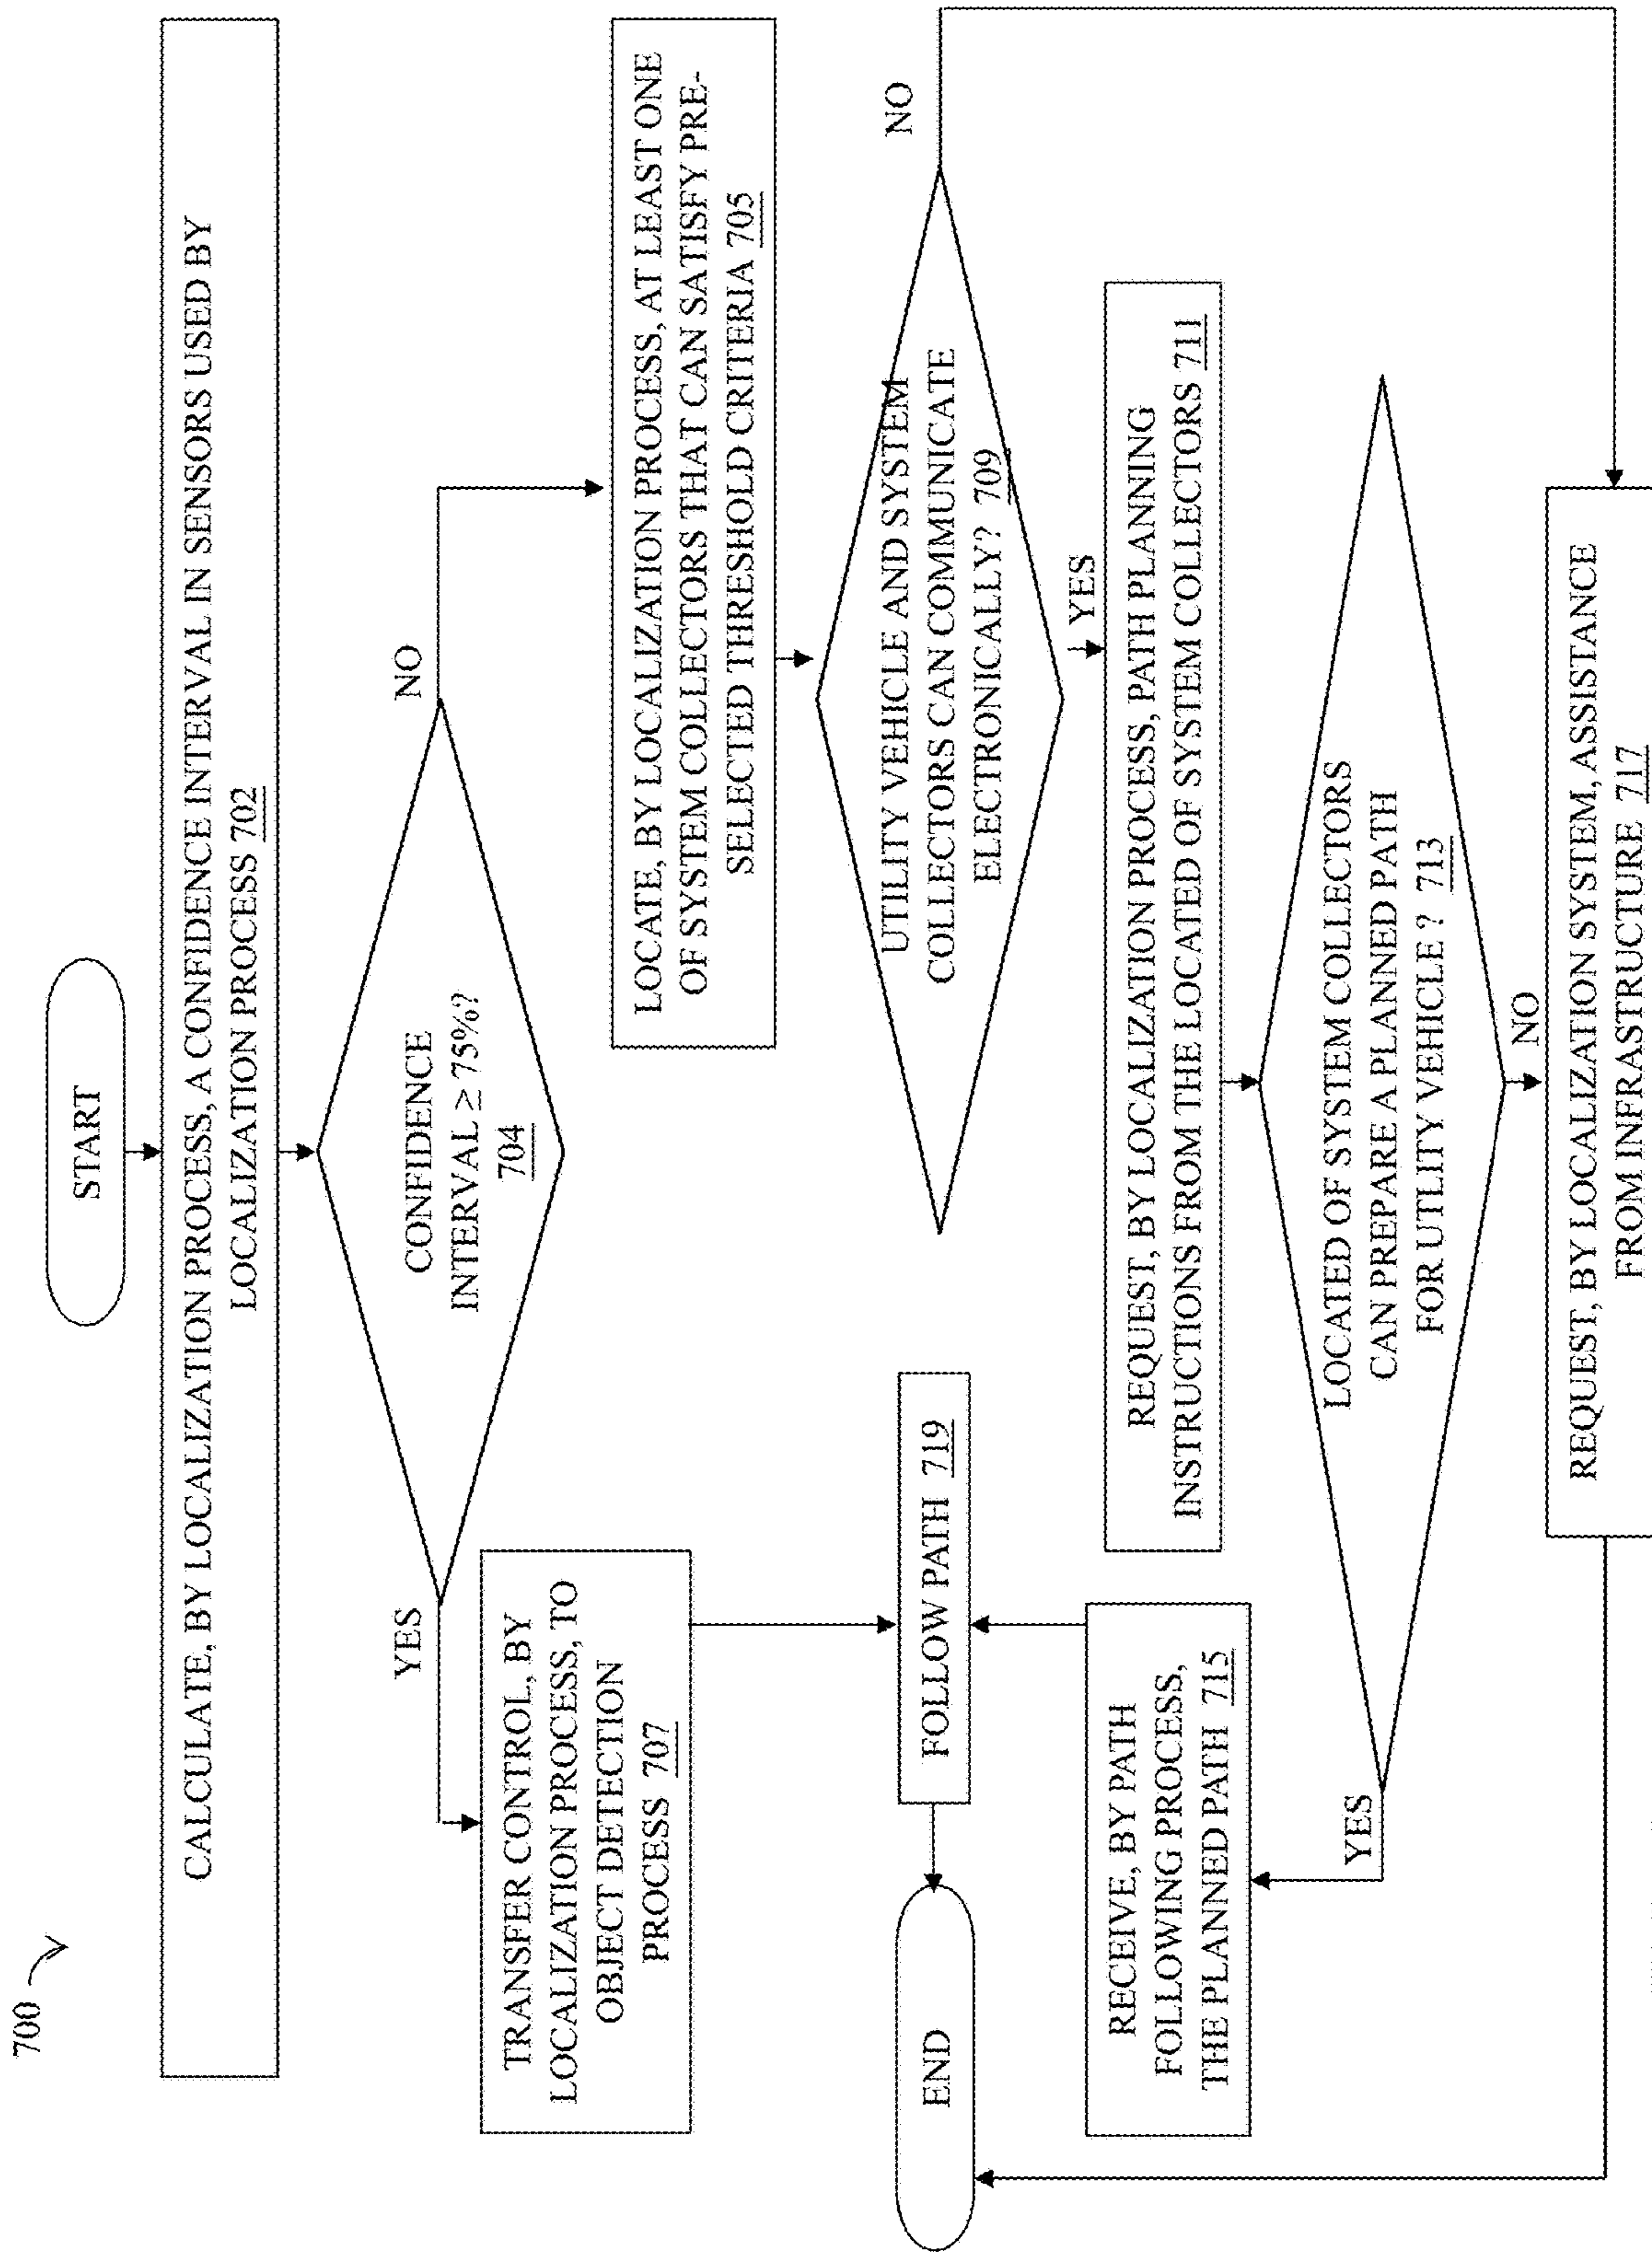 700
START
CALCULATE, BY LOCALIZATION PROCESS, A CONFIDENCE INTERVAL IN SENSORS USED BY
LOCALIZATION PROCESS 702
CONFIDENCE
INTERVAL ≥ 75%?
704
YES
NO
TRANSFER CONTROL, BY
LOCALIZATION PROCESS, TO
OBJECT DETECTION
PROCESS 707
LOCATE, BY LOCALIZATION PROCESS, AT LEAST ONE
OF SYSTEM COLLECTORS THAT CAN SATISFY PRE-
SELECTED THRESHOLD CRITERIA 705
UTILITY VEHICLE AND SYSTEM
COLLECTORS CAN COMMUNICATE
ELECTRONICALLY? 709
NO
YES
END
FOLLOW PATH 719
REQUEST, BY LOCALIZATION PROCESS, PATH PLANNING
INSTRUCTIONS FROM THE LOCATED OF SYSTEM COLLECTORS 711
RECEIVE, BY PATH
FOLLOWING PROCESS,
THE PLANNED PATH 715
LOCATED OF SYSTEM COLLECTORS
CAN PREPARE A PLANNED PATH
FOR UTLITY VEHICLE ? 713
YES
NO
REQUEST, BY LOCALIZATION SYSTEM, ASSISTANCE
FROM INFRASTRUCTURE 717